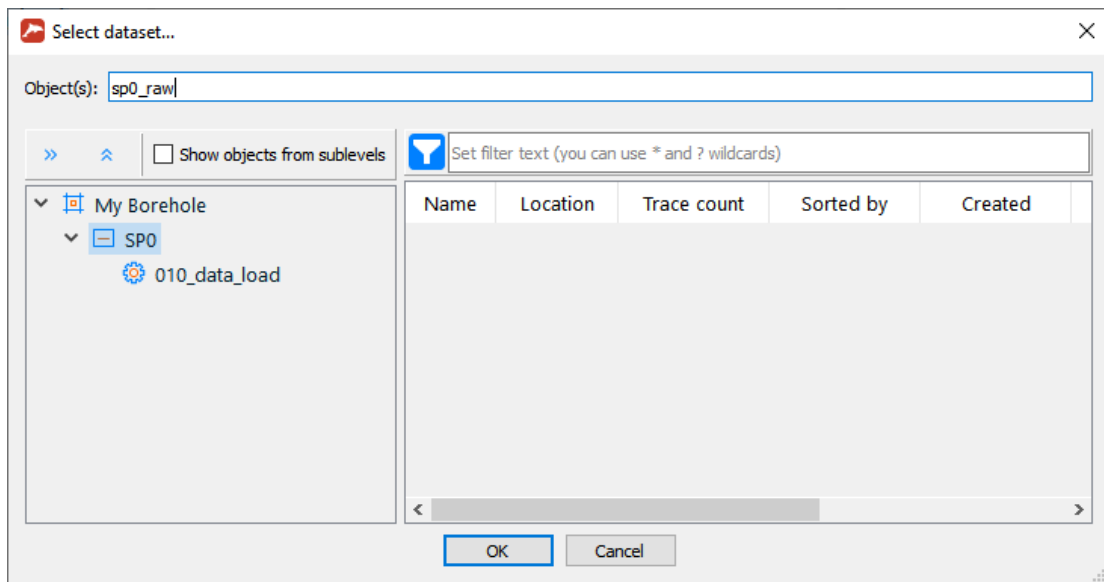 Select dataset...
Object(s): sp0_raw
Show objects from sublevels
Set filter text (you can use * and ? wildcards)
My Borehole
SP0
010_data_load
Name Location Trace count Sorted by Created
OK Cancel